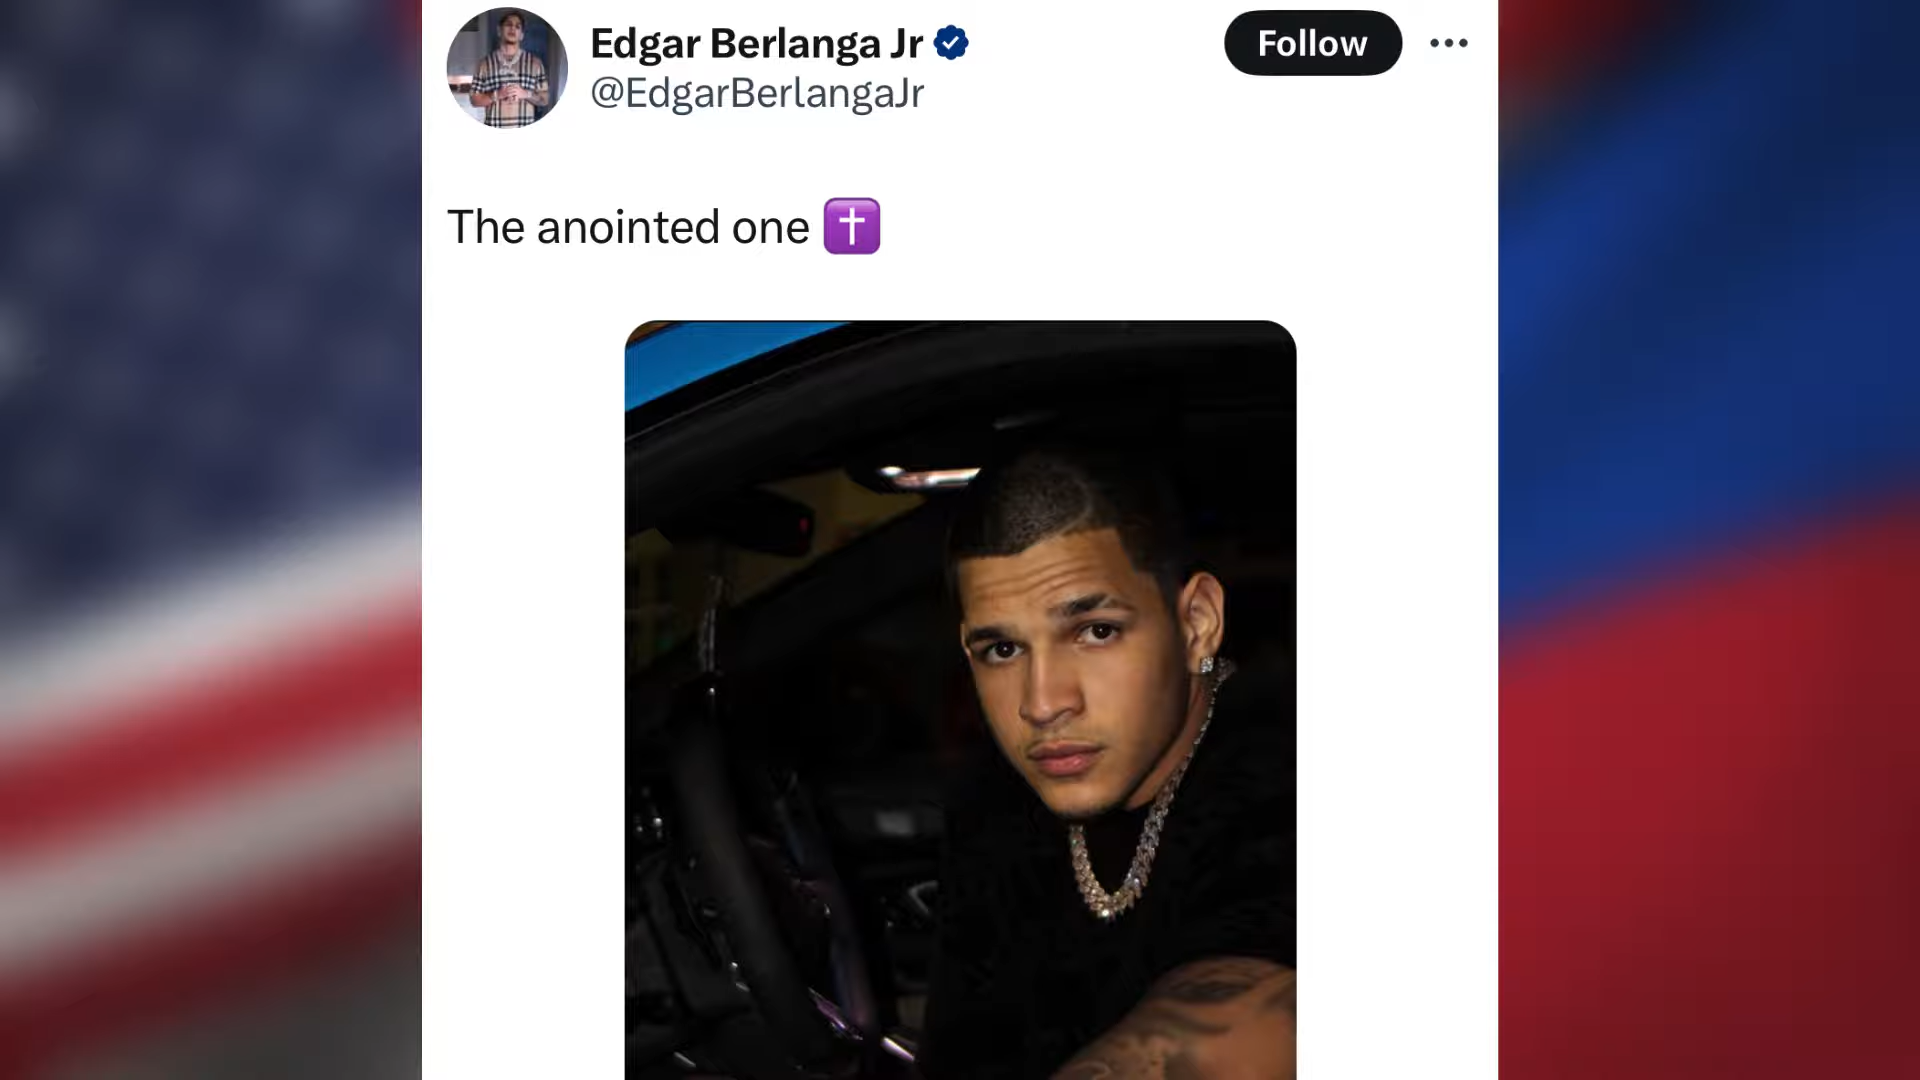 Edgar Berlanga Jr
Follow
@EdgarBerlangaJr
The anointed one ✝️